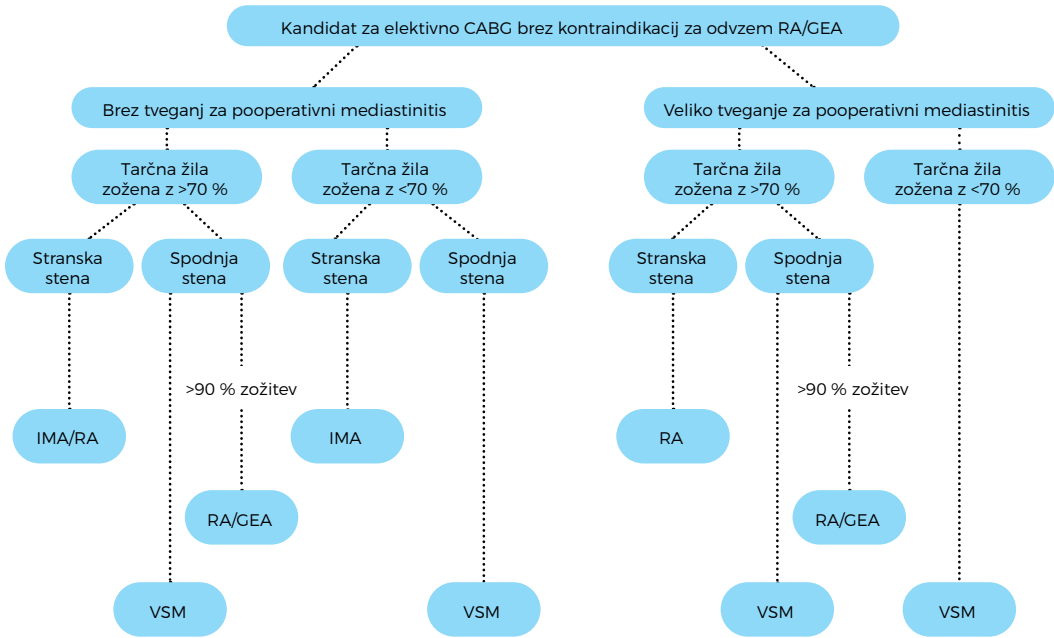 Kandidat za elektivno CABG brez kontraindikacij za odvzem RA/GEA
Brez tveganj za pooperativni mediastinitis
Veliko tveganje za pooperativni mediastinitis
Tarčna žila
zožena z >70 %
Tarčna žila
zožena z <70 %
Tarčna žila
zožena z >70 %
Tarčna žila
zožena z <70 %
Stranska
stena
Spodnja
stena
Stranska
stena
Spodnja
stena
Stranska
stena
Spodnja
stena
>90 % zožitev
>90 % zožitev
IMA/RA
IMA
RA
RA/GEA
RA/GEA
VSM
VSM
VSM
VSM